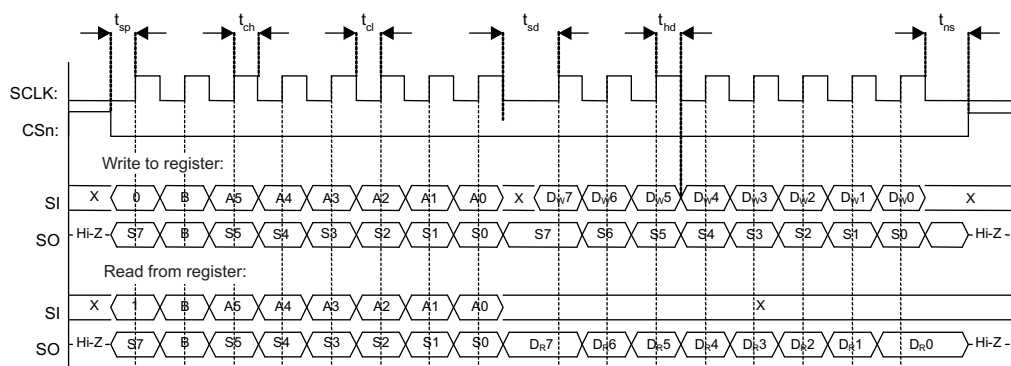 tsp tch tcl tsd thd tns
SCLK:
CSn:
Write to register:
SI X 0 B A5 A4 A3 A2 A1 A0 X DW7 DW6 DW5 DW4 DW3 DW2 DW1 DW0 X
SO Hi-Z S7 B S5 S4 S3 S2 S1 S0 S7 S6 S5 S4 S3 S2 S1 S0 Hi-Z
Read from register:
SI X 1 B A5 A4 A3 A2 A1 A0 X
SO Hi-Z S7 B S5 S4 S3 S2 S1 S0 DR7 DR6 DR5 DR4 DR3 DR2 DR1 DR0 Hi-Z